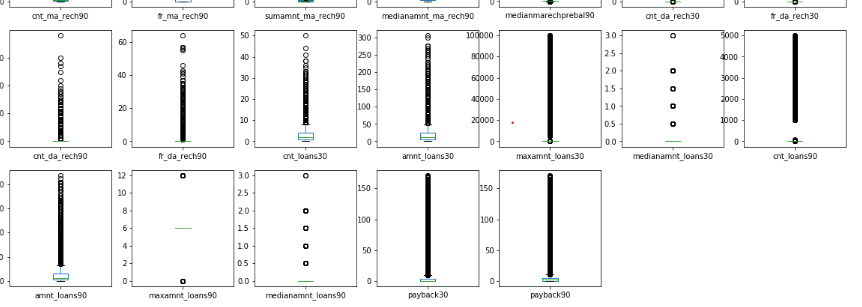 cnt_ma_rech90 fr_ma_rech90 sumamnt_ma_rech90 medianamnt_ma_rech90 medianmarechprebal90 cnt_da_rech30 fr_da_rech30
60 50 300 100000 3.0 5000
40 40 250 80000 2.5 4000
30 200 60000 2.0 3000
20 20 150 40000 1.5 2000
10 100 20000 1.0 1000
50 0.5
0 0 0 0 0.0 0
cnt_da_rech90 fr_da_rech90 cnt_loans30 amnt_loans30 maxamnt_loans30 medianamnt_loans30 cnt_loans90
12 3.0
10 2.5 150 150
8 2.0
6 1.5 100 100
4 1.0 50 50
2 0.5
0 0.0 0 0
amnt_loans90 maxamnt_loans90 medianamnt_loans90 payback30 payback90